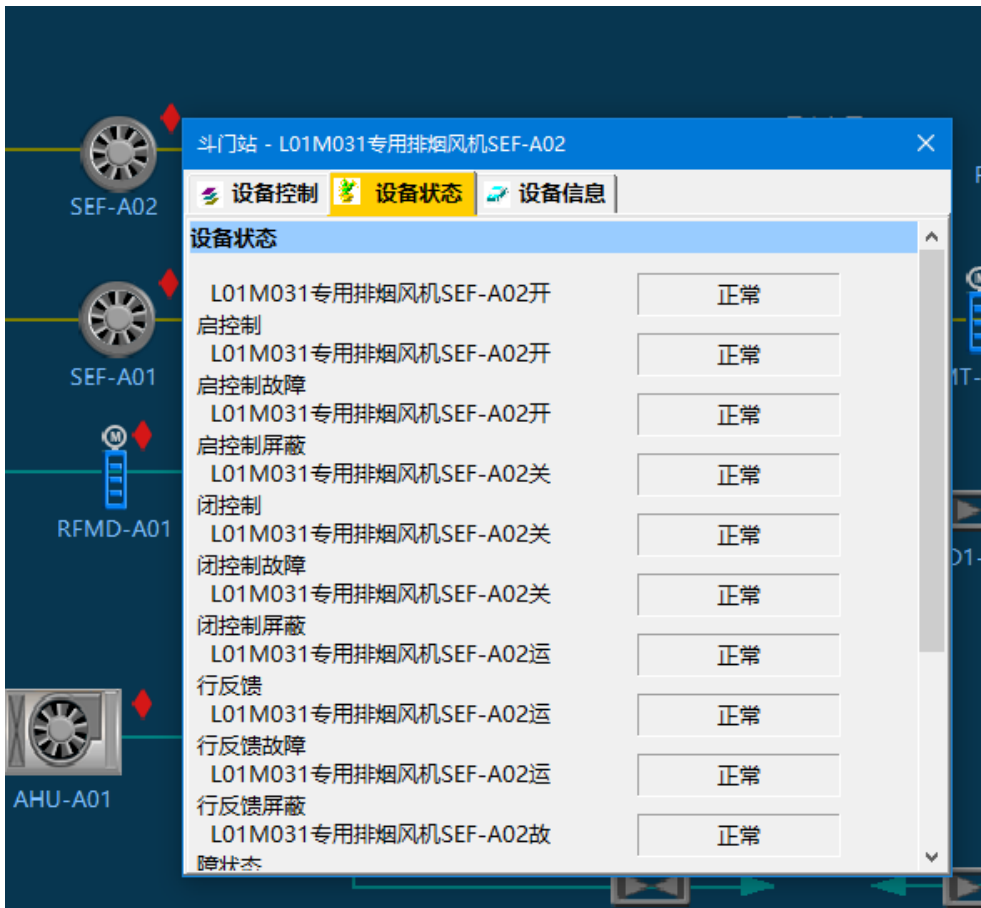 斗门站 - L01M031专用排烟风机SEF-A02
设备控制 设备状态 设备信息
设备状态
L01M031专用排烟风机SEF-A02开 正常
启控制
L01M031专用排烟风机SEF-A02开 正常
启控制故障
L01M031专用排烟风机SEF-A02开 正常
启控制屏蔽
L01M031专用排烟风机SEF-A02关 正常
闭控制
L01M031专用排烟风机SEF-A02关 正常
闭控制故障
L01M031专用排烟风机SEF-A02关 正常
闭控制屏蔽
L01M031专用排烟风机SEF-A02运 正常
行反馈
L01M031专用排烟风机SEF-A02运 正常
行反馈故障
L01M031专用排烟风机SEF-A02运 正常
行反馈屏蔽
L01M031专用排烟风机SEF-A02故 正常
障状态
SEF-A02
SEF-A01
M
RFMD-A01
AHU-A01